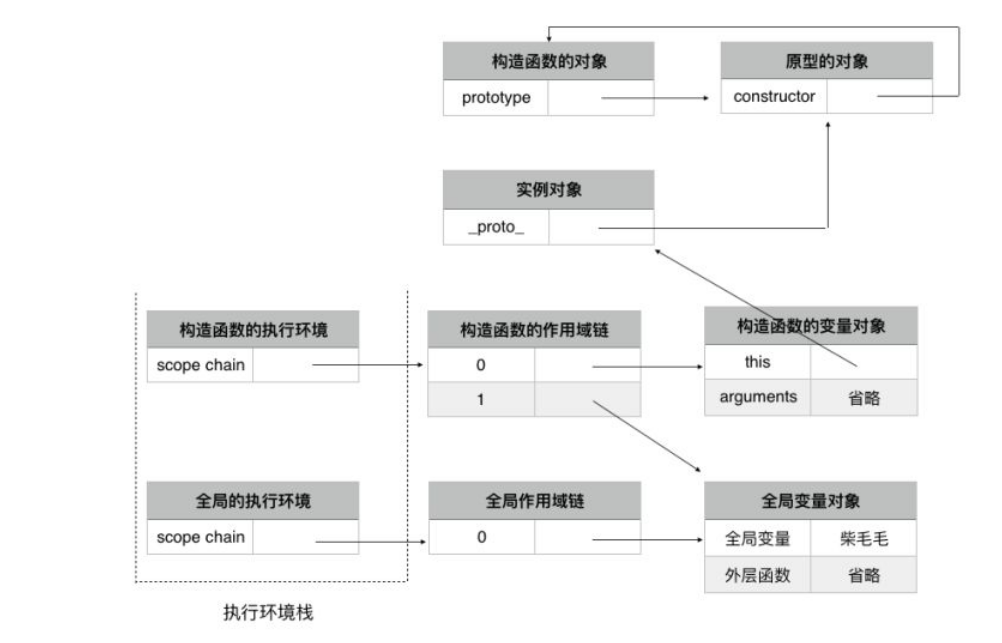 构造函数的对象
prototype
原型的对象
constructor
实例对象
_proto_
构造函数的执行环境
scope chain
构造函数的作用域链
0
1
构造函数的变量对象
this
arguments 省略
全局的执行环境
scope chain
全局作用域链
0
全局变量对象
全局变量 柴毛毛
外层函数 省略
执行环境栈